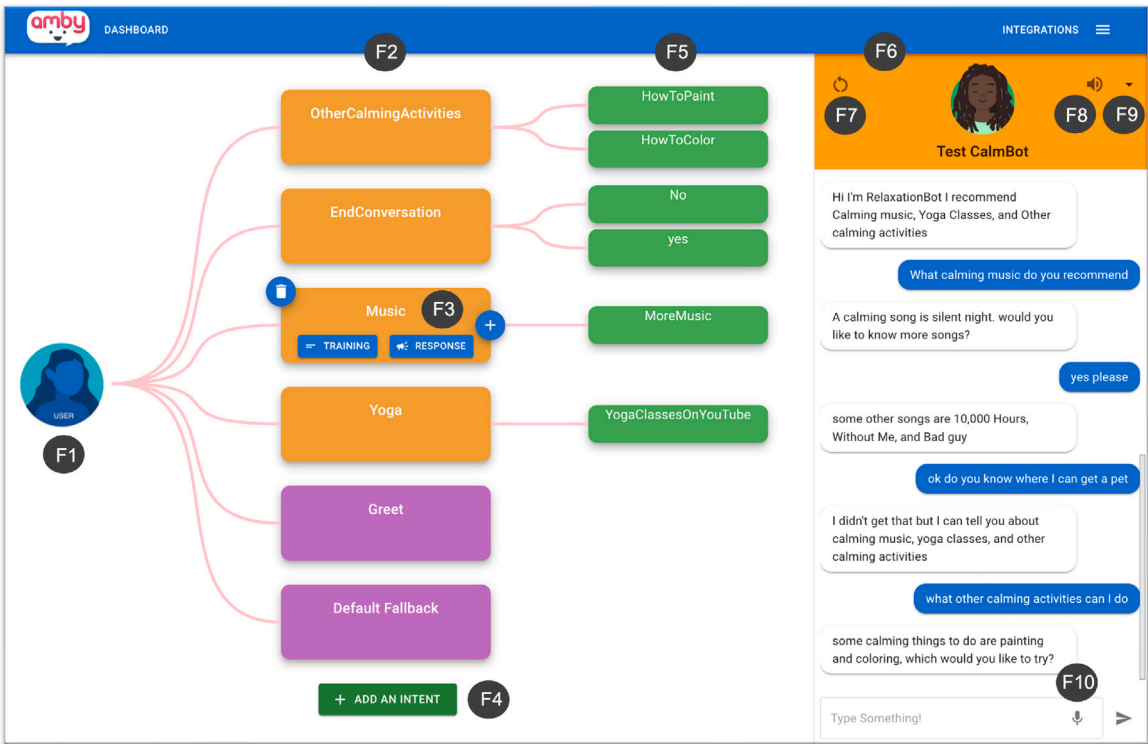 amby
DASHBOARD
INTEGRATIONS
F2
F5
F6
OtherCalmingActivities
HowToPaint
HowToColor
EndConversation
No
yes
Music
F3
TRAINING
RESPONSE
MoreMusic
USER
F1
Yoga
YogaClassesOnYouTube
Greet
Default Fallback
+ ADD AN INTENT
F4
F7
F8
F9
Test CalmBot
Hi I'm RelaxationBot I recommend
Calming music, Yoga Classes, and Other
calming activities
What calming music do you recommend
A calming song is silent night. would you
like to know more songs?
yes please
some other songs are 10,000 Hours,
Without Me, and Bad guy
ok do you know where I can get a pet
I didn't get that but I can tell you about
calming music, yoga classes, and other
calming activities
what other calming activities can I do
some calming things to do are painting
and coloring, which would you like to try?
F10
Type Something!